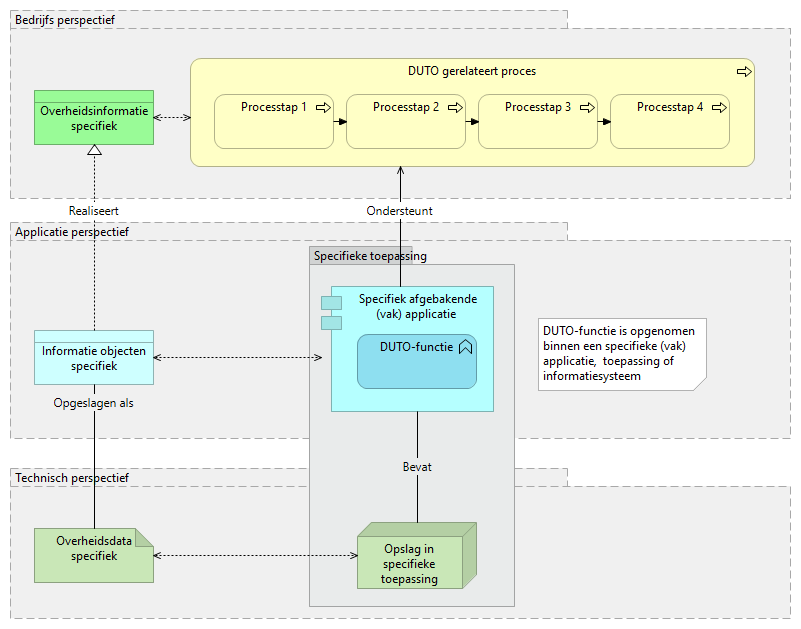 Bedrijfs perspectief
DUTO gerelateert proces
Overheidsinformatie
specifiek
Processtap 1
Processtap 2
Processtap 3
Processtap 4
Realiseert
Ondersteunt
Applicatie perspectief
Specifieke toepassing
Specifiek afgebakende
(vak) applicatie
DUTO-functie
Informatie objecten
specifiek
DUTO-functie is opgenomen
binnen een specifieke (vak)
applicatie, toepassing of
informatiesysteem
Opgeslagen als
Bevat
Technisch perspectief
Overheidsdata
specifiek
Opslag in
specifieke
toepassing